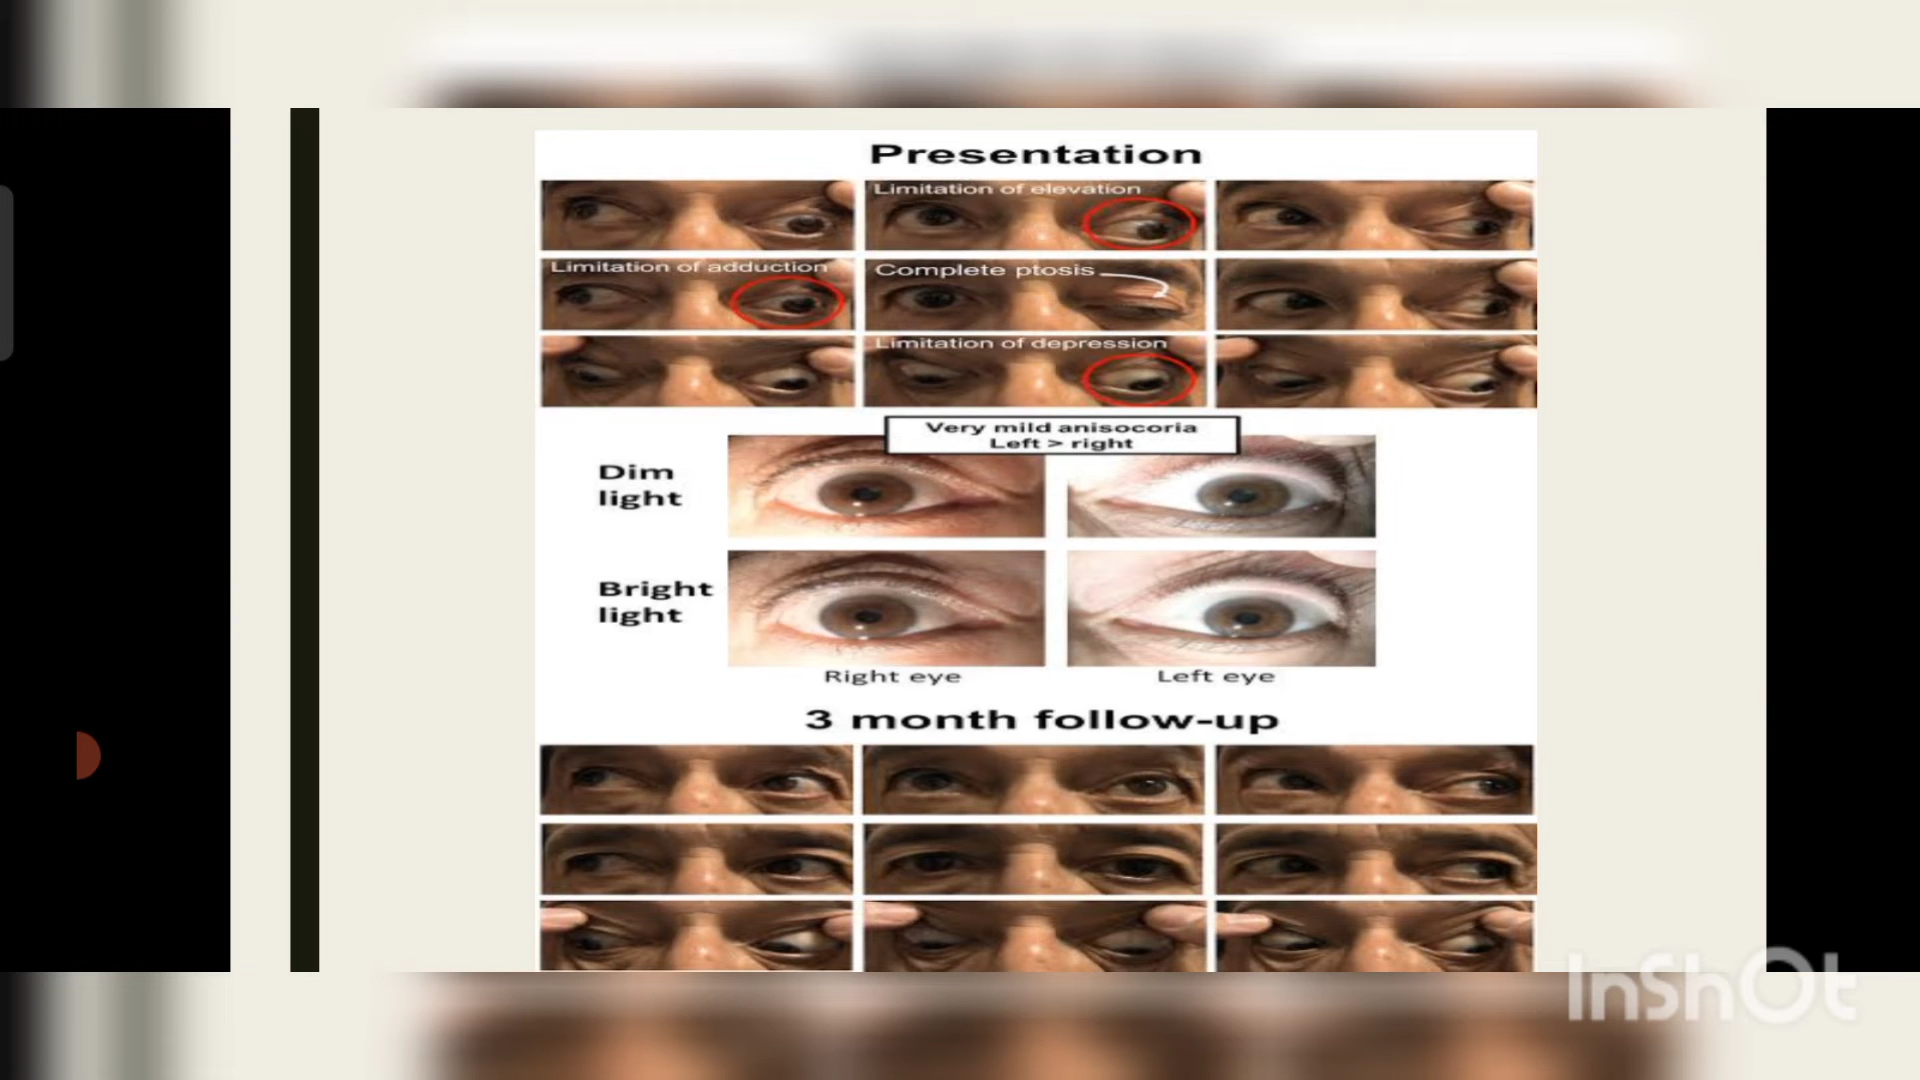 Presentation
Limitation of elevation
Limitation of adduction
Complete ptosis
Limitation of depression
Very mild anisocoria
Left > right
Dim
light
Bright
light
Right eye
Left eye
3 month follow-up
InShOt